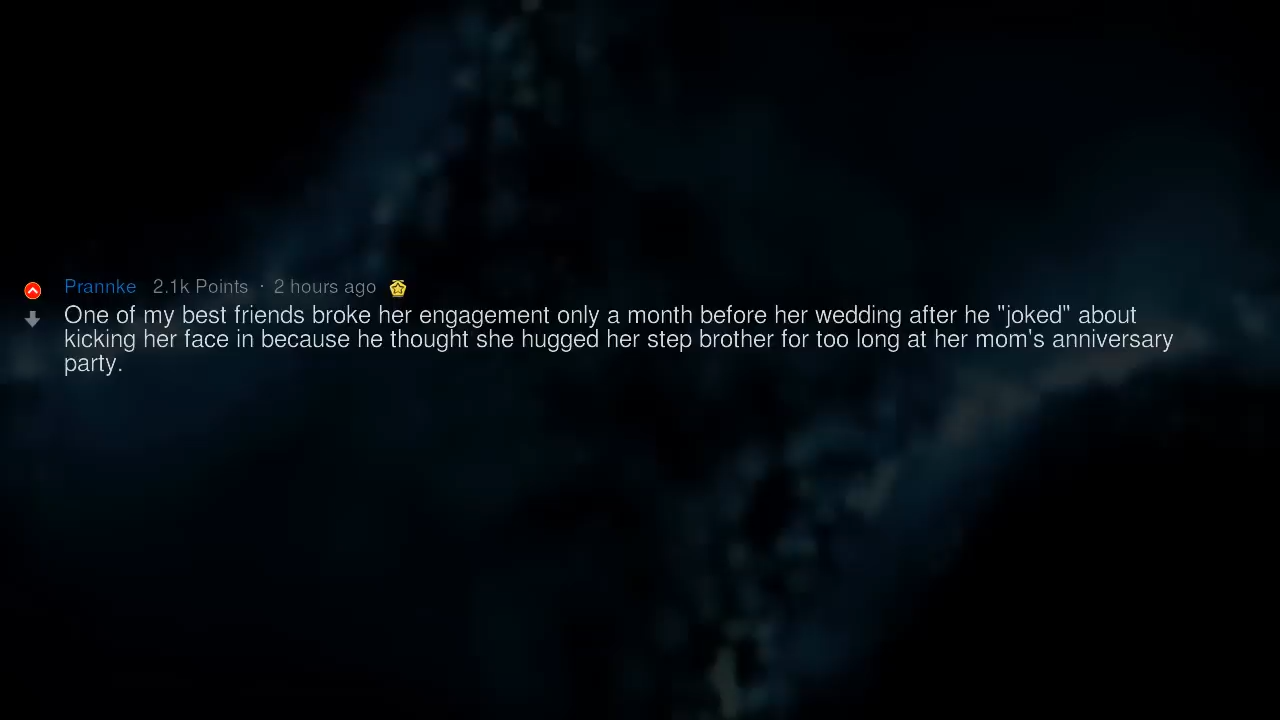 Prannke 2.1k Points · 2 hours ago
One of my best friends broke her engagement only a month before her wedding after he "joked" about
kicking her face in because he thought she hugged her step brother for too long at her mom's anniversary
party.